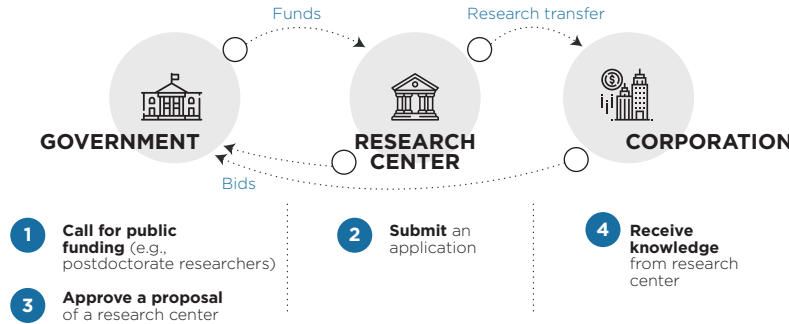 Funds
Research transfer
GOVERNMENT
RESEARCH
CENTER
CORPORATION
Bids
1
Call for public
funding (e.g.,
postdoctorate researchers)
2
Submit an
application
4
Receive
knowledge
from research
center
3
Approve a proposal
of a research center